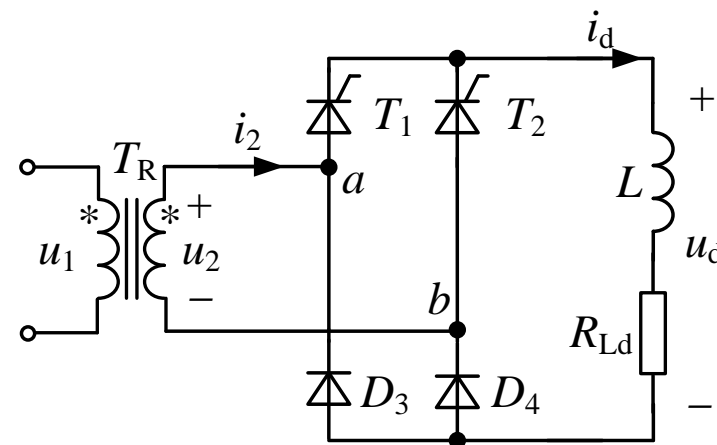 i_d
+
T_1
T_2
i_2
T_R
a
L
*
*
+
u_1
u_2
u_d
−
b
R_Ld
D_3
D_4
−